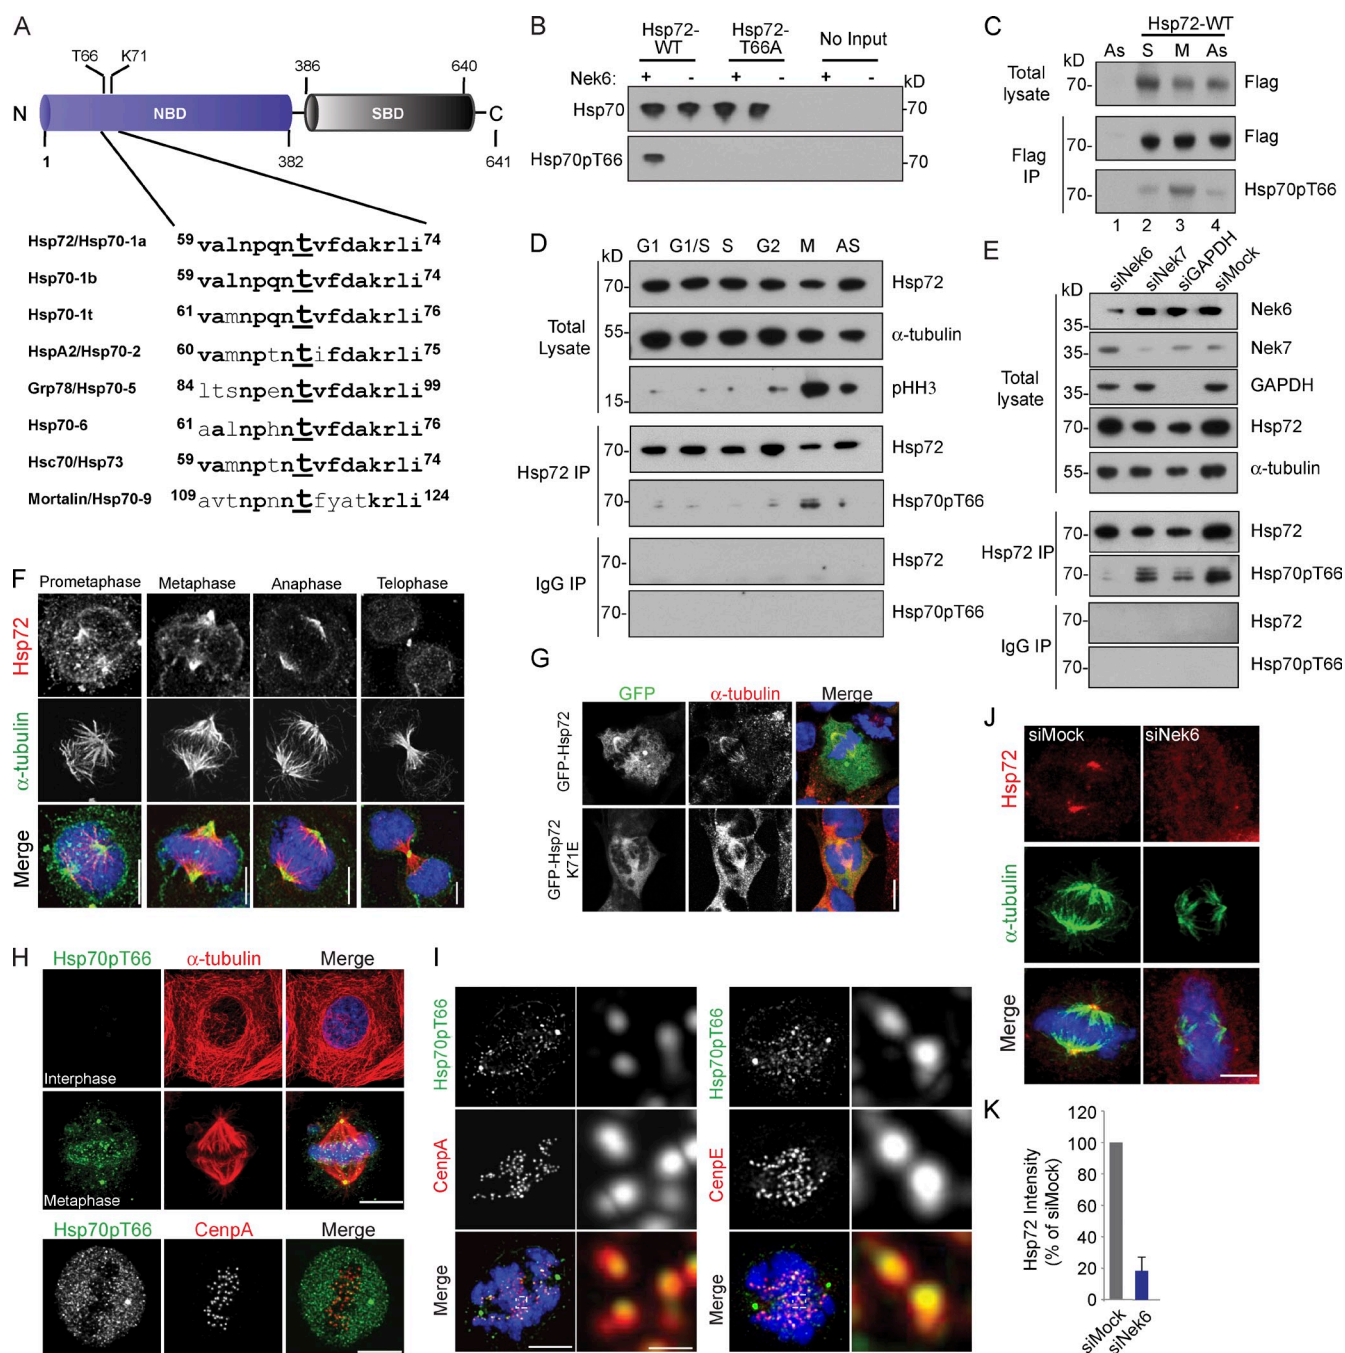 A
T66 K71
386 640
N NBD SBD C
1 382 641
Hsp72/Hsp70-1a 59 valnpqntvfdakrli 74
Hsp70-1b 59 valnpqntvfdakrli 74
Hsp70-1t 61 vamnpqntvfdakrli 76
HspA2/Hsp70-2 60 vamnptntifdakrli 75
Grp78/Hsp70-5 84 ltsnpentvfdakrli 99
Hsp70-6 61 aalnphntvfdakrli 76
Hsc70/Hsp73 59 vamnptntvfdakrli 74
Mortalin/Hsp70-9 109 avtnpnntfyatkrli 124
B
Hsp72-WT Hsp72-T66A No Input
Nek6: + - + - + - kD
Hsp70 -70
Hsp70pT66 -70
C
Hsp72-WT
As S M As
kD
Total lysate 70- Flag
Flag IP 70- Flag
70- Hsp70pT66
1 2 3 4
D
G1 G1/S S G2 M AS
kD
Total Lysate
70- Hsp72
55- α-tubulin
15- pHH3
Hsp72 IP
70- Hsp72
70- Hsp70pT66
IgG IP
70- Hsp72
70- Hsp70pT66
E
siNek6 siNek7 siGAPDH siMock
kD
Total lysate
35- Nek6
35- Nek7
35- GAPDH
70- Hsp72
55- α-tubulin
Hsp72 IP
70- Hsp72
70- Hsp70pT66
IgG IP
70- Hsp72
70- Hsp70pT66
F
Prometaphase Metaphase Anaphase Telophase
Hsp72
α-tubulin
Merge
G
GFP α-tubulin Merge
GFP-Hsp72
GFP-Hsp72 K71E
H
Hsp70pT66 α-tubulin Merge
Interphase
Metaphase
Hsp70pT66 CenpA Merge
I
Hsp70pT66 Hsp70pT66
CenpA CenpE
Merge Merge
J
siMock siNek6
Hsp72
α-tubulin
Merge
K
Hsp72 Intensity
(% of siMock)
120
100
80
60
40
20
0
siMock siNek6